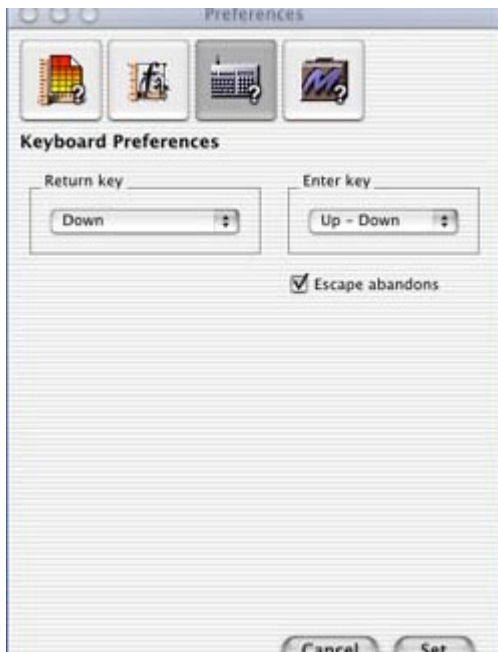 Preferences
Keyboard Preferences
Return key Enter key
Down Up - Down
Escape abandons
Cancel Set